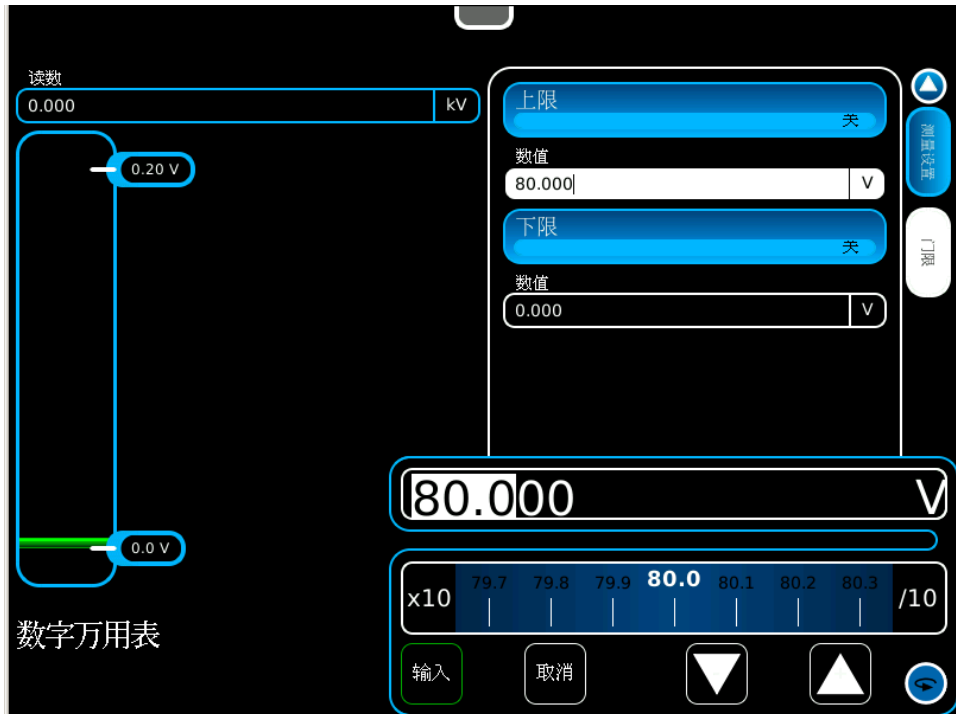 读数
0.000 kV
0.20 V
0.0 V
数字万用表
上限
关
数值
80.000 V
下限
关
数值
0.000 V
测量设置
门限
80.000 V
x10 79.7 79.8 79.9 80.0 80.1 80.2 80.3 /10
输入 取消